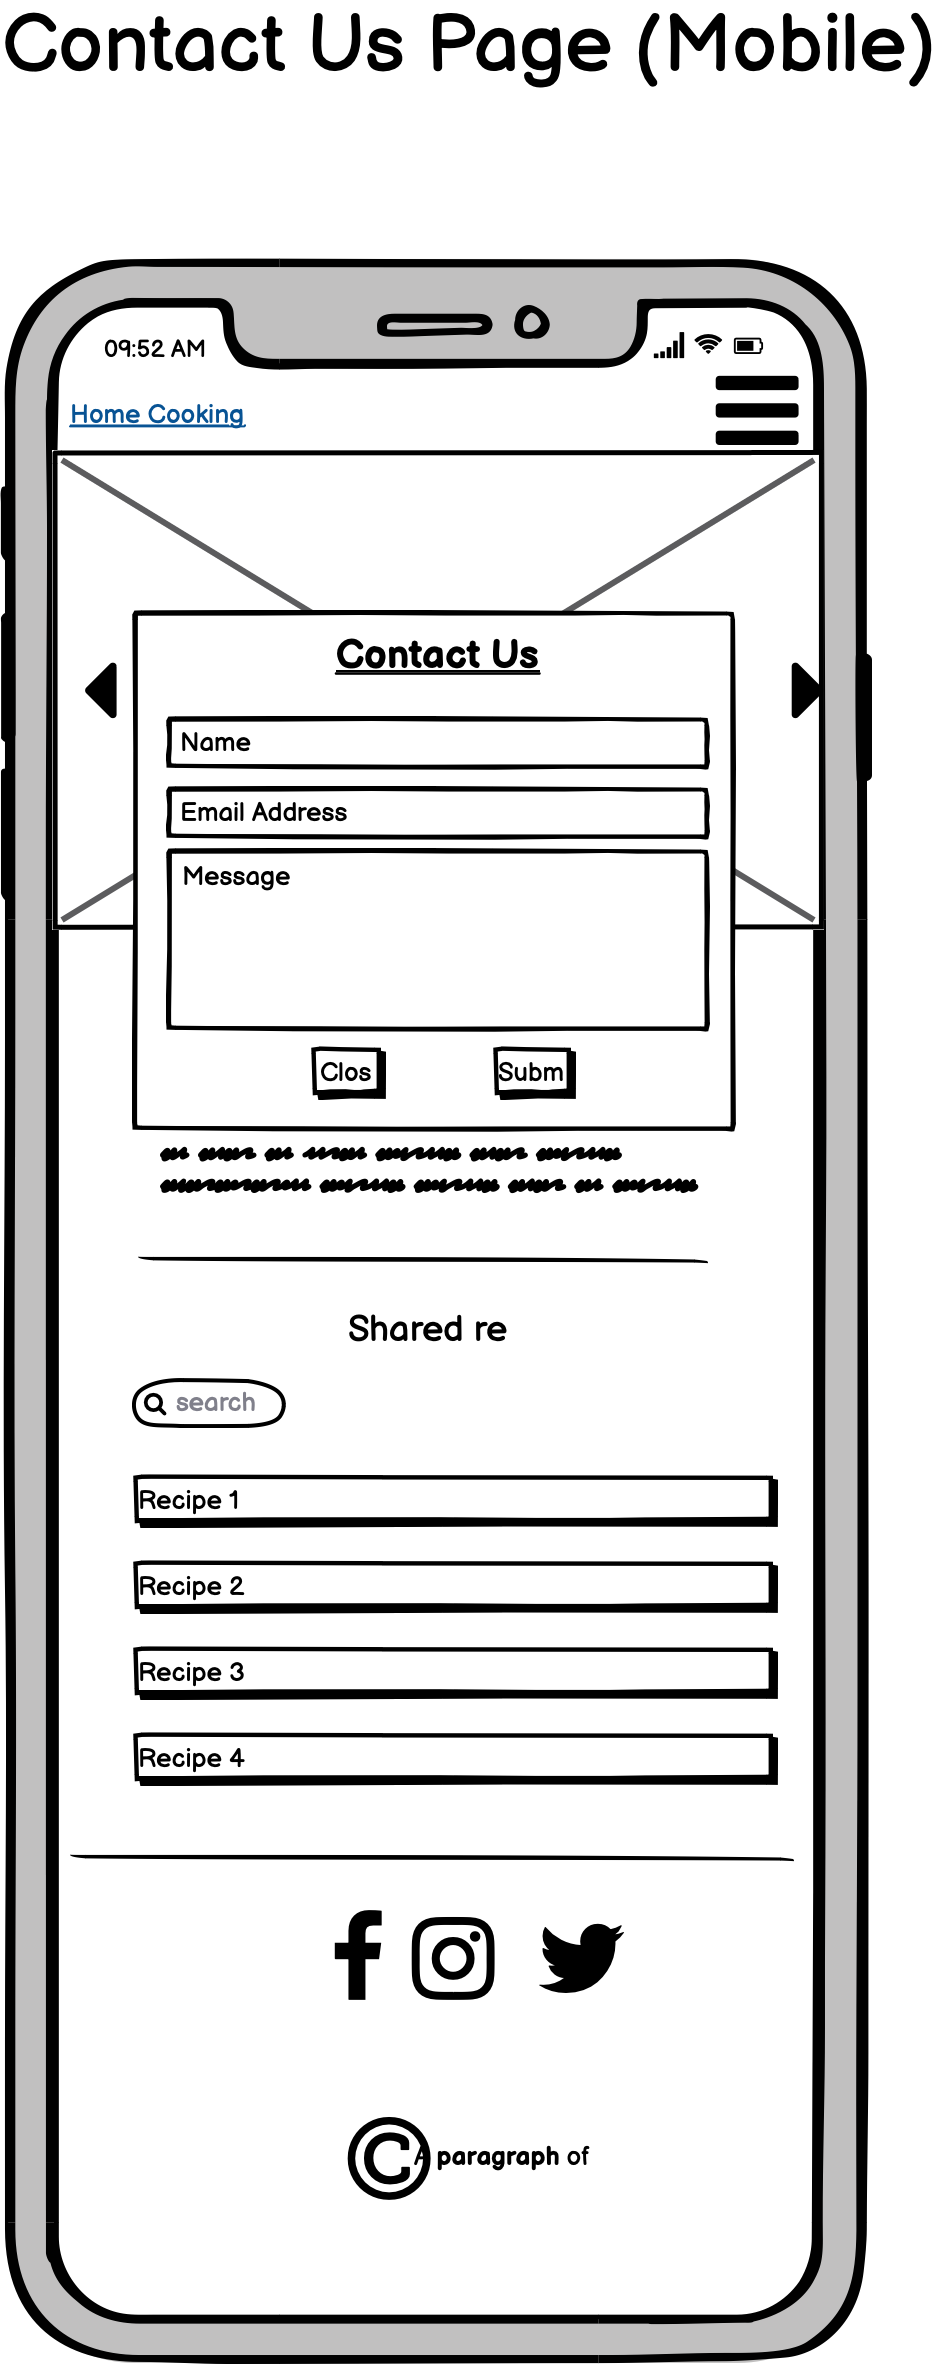 Contact Us Page (Mobile)
09:52 AM
Home Cooking
Contact Us
Name
Email Address
Message
Clos
Subm
Shared re
search
Recipe 1
Recipe 2
Recipe 3
Recipe 4
© A paragraph of